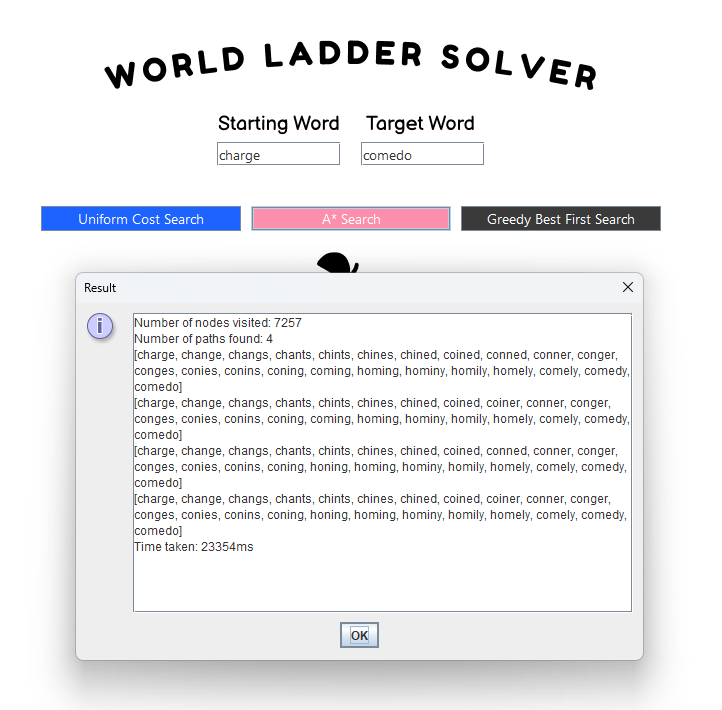 WORLD LADDER SOLVER
Starting Word Target Word
charge comedo
Uniform Cost Search A* Search Greedy Best First Search
Result
Number of nodes visited: 7257
Number of paths found: 4
[charge, change, changs, chants, chints, chines, chined, coined, conned, conner, conger,
conges, conies, conins, coning, coming, homing, hominy, homily, homely, comely, comedy,
comedo]
[charge, change, changs, chants, chints, chines, chined, coined, coiner, conner, conger,
conges, conies, conins, coning, coming, homing, hominy, homily, homely, comely, comedy,
comedo]
[charge, change, changs, chants, chints, chines, chined, coined, conned, conner, conger,
conges, conies, conins, coning, honing, homing, hominy, homily, homely, comely, comedy,
comedo]
[charge, change, changs, chants, chints, chines, chined, coined, coiner, conner, conger,
conges, conies, conins, coning, honing, homing, hominy, homily, homely, comely, comedy,
comedo]
Time taken: 23354ms
OK